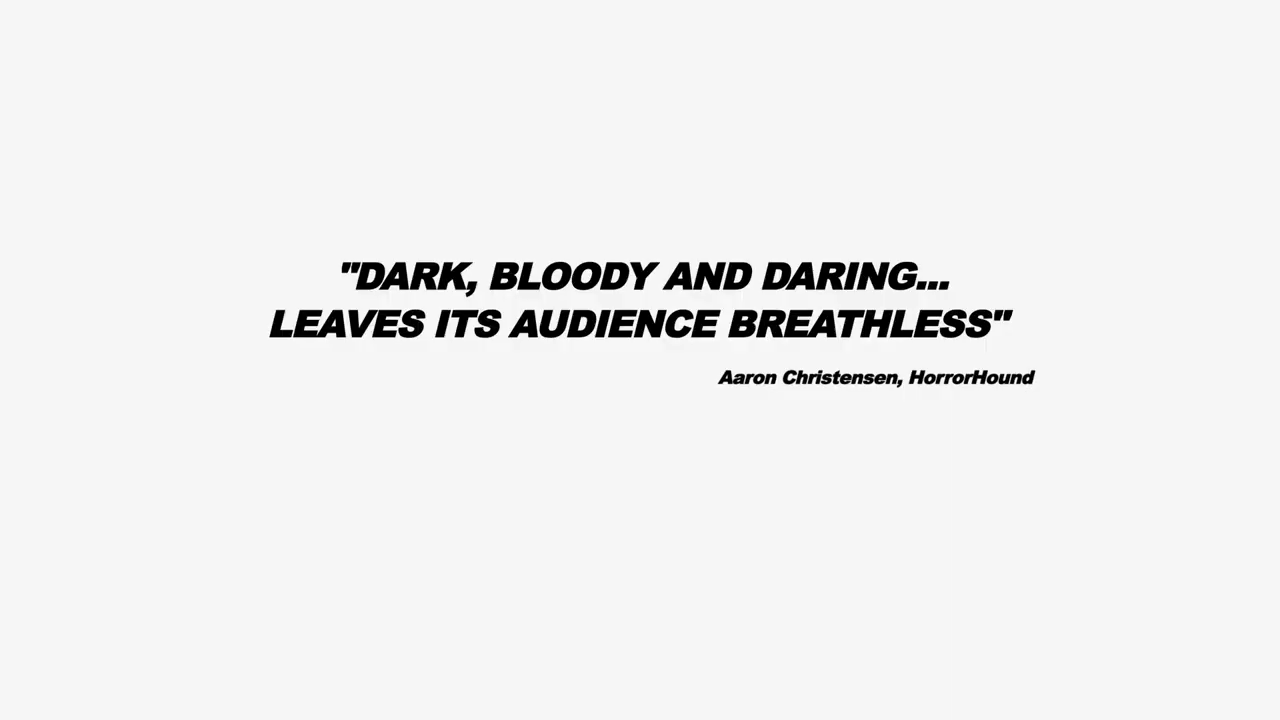 "DARK, BLOODY AND DARING...
LEAVES ITS AUDIENCE BREATHLESS"
Aaron Christensen, HorrorHound